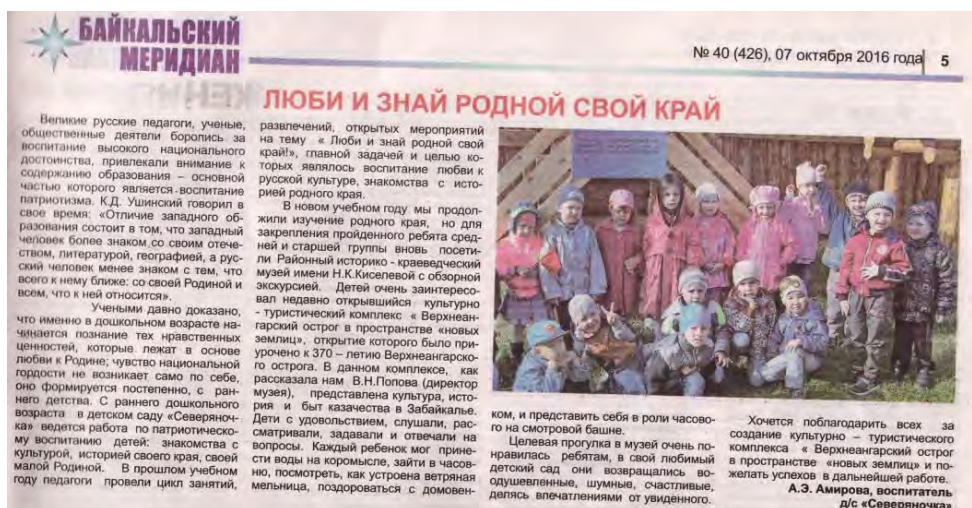 БАЙКАЛЬСКИЙ
МЕРИДИАН
№ 40 (426), 07 октября 2016 года
5
ЛЮБИ И ЗНАЙ РОДНОЙ СВОЙ КРАЙ
Великие русские педагоги, ученые,
общественные деятели боролись за
воспитание высокого национального
достоинства, привлекали внимание к
содержанию образования – основной
частью которого является воспитание
патриотизма. К.Д. Ушинский говорил в
свое время: «Отличие западного об-
разования состоит в том, что западный
человек более знаком со своим отече-
ством, литературой, географией, а рус-
ский человек менее знаком с тем, что
всего к нему ближе: со своей Родиной и
всем, что к ней относится».
Учеными давно доказано,
что именно в дошкольном возрасте на-
чинается познание тех нравственных
ценностей, которые лежат в основе
любви к Родине; чувство национальной
гордости не возникает само по себе,
оно формируется постепенно, с ран-
него детства. С раннего дошкольного
возраста в детском саду «Северяноч-
ка» ведется работа по патриотическо-
му воспитанию детей: знакомства с
культурой, историей своего края, своей
малой Родиной. В прошлом учебном
году педагоги провели цикл занятий,
развлечений, открытых мероприятий
на тему « Люби и знай родной свой
край!», главной задачей и целью ко-
торых являлось воспитание любви к
русской культуре, знакомства с исто-
рией родного края.
В новом учебном году мы продол-
жили изучение родного края, но для
закрепления пройденного ребята сред-
ней и старшей группы вновь посети-
ли Районный историко - краеведческий
музей имени Н.К.Киселевой с обзорной
экскурсией. Детей очень заинтересо-
вал недавно открывшийся культурно
- туристический комплекс « Верхнеан-
гарский острог в пространстве «новых
землиц», открытие которого было при-
урочено к 370 – летию Верхнеангарско-
го острога. В данном комплексе, как
рассказала нам В.Н.Попова (директор
музея), представлена культура, исто-
рия и быт казачества в Забайкалье.
Дети с удовольствием, слушали, рас-
сматривали, задавали и отвечали на
вопросы. Каждый ребенок мог прине-
сти воды на коромысле, зайти в часов-
ню, посмотреть, как устроена ветряная
мельница, поздороваться с домовен-
ком, и представить себя в роли часово-
го на смотровой башне.
Целевая прогулка в музей очень по-
нравилась ребятам, в свой любимый
детский сад они возвращались во-
одушевленные, шумные, счастливые,
делясь впечатлениями от увиденного.
Хочется поблагодарить всех за
создание культурно – туристического
комплекса « Верхнеангарский острог
в пространстве «новых землиц» и по-
желать успехов в дальнейшей работе.
А.Э. Амирова, воспитатель
д/с «Северяночка»